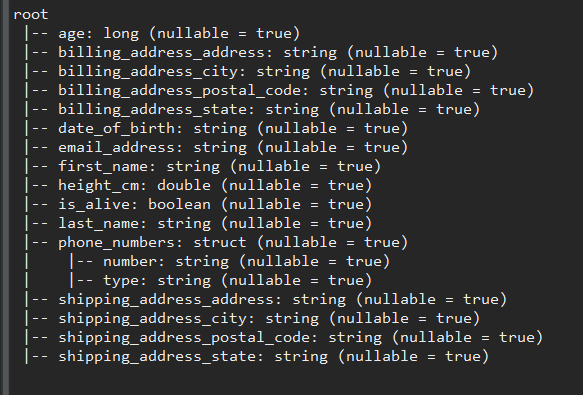 root
 |-- age: long (nullable = true)
 |-- billing_address_address: string (nullable = true)
 |-- billing_address_city: string (nullable = true)
 |-- billing_address_postal_code: string (nullable = true)
 |-- billing_address_state: string (nullable = true)
 |-- date_of_birth: string (nullable = true)
 |-- email_address: string (nullable = true)
 |-- first_name: string (nullable = true)
 |-- height_cm: double (nullable = true)
 |-- is_alive: boolean (nullable = true)
 |-- last_name: string (nullable = true)
 |-- phone_numbers: struct (nullable = true)
 |    |-- number: string (nullable = true)
 |    |-- type: string (nullable = true)
 |-- shipping_address_address: string (nullable = true)
 |-- shipping_address_city: string (nullable = true)
 |-- shipping_address_postal_code: string (nullable = true)
 |-- shipping_address_state: string (nullable = true)